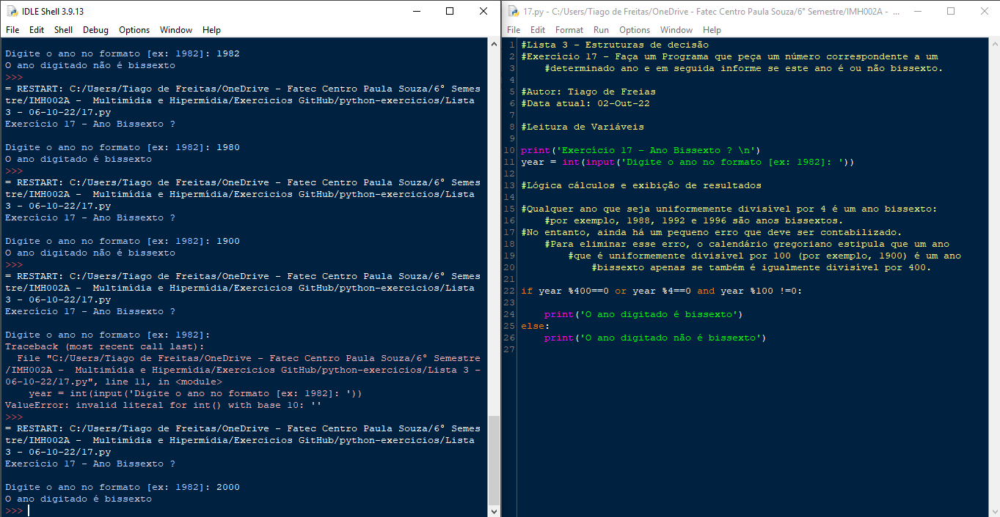 IDLE Shell 3.9.13
File Edit Shell Debug Options Window Help
Digite o ano no formato [ex: 1982]: 1982
O ano digitado não é bissexto
>>>
= RESTART: C:/Users/Tiago de Freitas/OneDrive - Fatec Centro Paula Souza/6° Semes
tre/IMH002A -  Multimídia e Hipermídia/Exercicios GitHub/python-exercicios/Lista
3 - 06-10-22/17.py
Exercício 17 - Ano Bissexto ?
Digite o ano no formato [ex: 1982]: 1980
O ano digitado é bissexto
>>>
= RESTART: C:/Users/Tiago de Freitas/OneDrive - Fatec Centro Paula Souza/6° Semes
tre/IMH002A -  Multimídia e Hipermídia/Exercicios GitHub/python-exercicios/Lista
3 - 06-10-22/17.py
Exercício 17 - Ano Bissexto ?
Digite o ano no formato [ex: 1982]: 1900
O ano digitado não é bissexto
>>>
= RESTART: C:/Users/Tiago de Freitas/OneDrive - Fatec Centro Paula Souza/6° Semes
tre/IMH002A -  Multimídia e Hipermídia/Exercicios GitHub/python-exercicios/Lista
3 - 06-10-22/17.py
Exercício 17 - Ano Bissexto ?
Digite o ano no formato [ex: 1982]:
Traceback (most recent call last):
  File "C:/Users/Tiago de Freitas/OneDrive - Fatec Centro Paula Souza/6° Semestre
/IMH002A -  Multimídia e Hipermídia/Exercicios GitHub/python-exercicios/Lista 3 -
06-10-22/17.py", line 11, in <module>
    year = int(input('Digite o ano no formato [ex: 1982]: '))
ValueError: invalid literal for int() with base 10: ''
>>>
= RESTART: C:/Users/Tiago de Freitas/OneDrive - Fatec Centro Paula Souza/6° Semes
tre/IMH002A -  Multimídia e Hipermídia/Exercicios GitHub/python-exercicios/Lista
3 - 06-10-22/17.py
Exercício 17 - Ano Bissexto ?
Digite o ano no formato [ex: 1982]: 2000
O ano digitado é bissexto
>>>
17.py - C:/Users/Tiago de Freitas/OneDrive - Fatec Centro Paula Souza/6° Semestre/IMH002A - ...
File Edit Format Run Options Window Help
1 #Lista 3 - Estruturas de decisão
2 #Exercício 17 - Faça um Programa que peça um número correspondente a um
3     #determinado ano e em seguida informe se este ano é ou não bissexto.
4
5 #Autor: Tiago de Freias
6 #Data atual: 02-Out-22
7
8 #Leitura de Variáveis
9
10 print('Exercício 17 - Ano Bissexto ? \n')
11 year = int(input('Digite o ano no formato [ex: 1982]: '))
12
13 #Lógica cálculos e exibição de resultados
14
15 #Qualquer ano que seja uniformemente divisível por 4 é um ano bissexto:
16     #por exemplo, 1988, 1992 e 1996 são anos bissextos.
17 #No entanto, ainda há um pequeno erro que deve ser contabilizado.
18     #Para eliminar esse erro, o calendário gregoriano estipula que um ano
19         #que é uniformemente divisível por 100 (por exemplo, 1900) é um ano
20             #bissexto apenas se também é igualmente divisível por 400.
21
22 if year %400==0 or year %4==0 and year %100 !=0:
23
24     print('O ano digitado é bissexto')
25 else:
26     print('O ano digitado não é bissexto')
27